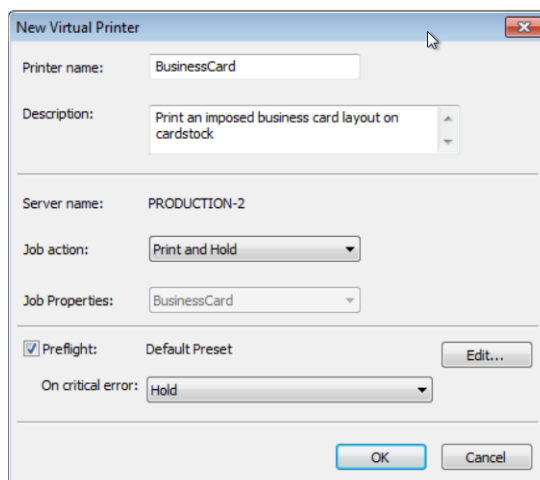 New Virtual Printer
Printer name: BusinessCard
Description: Print an imposed business card layout on
cardstock
Server name: PRODUCTION-2
Job action: Print and Hold
Job Properties: BusinessCard
Preflight: Default Preset Edit...
On critical error: Hold
OK Cancel